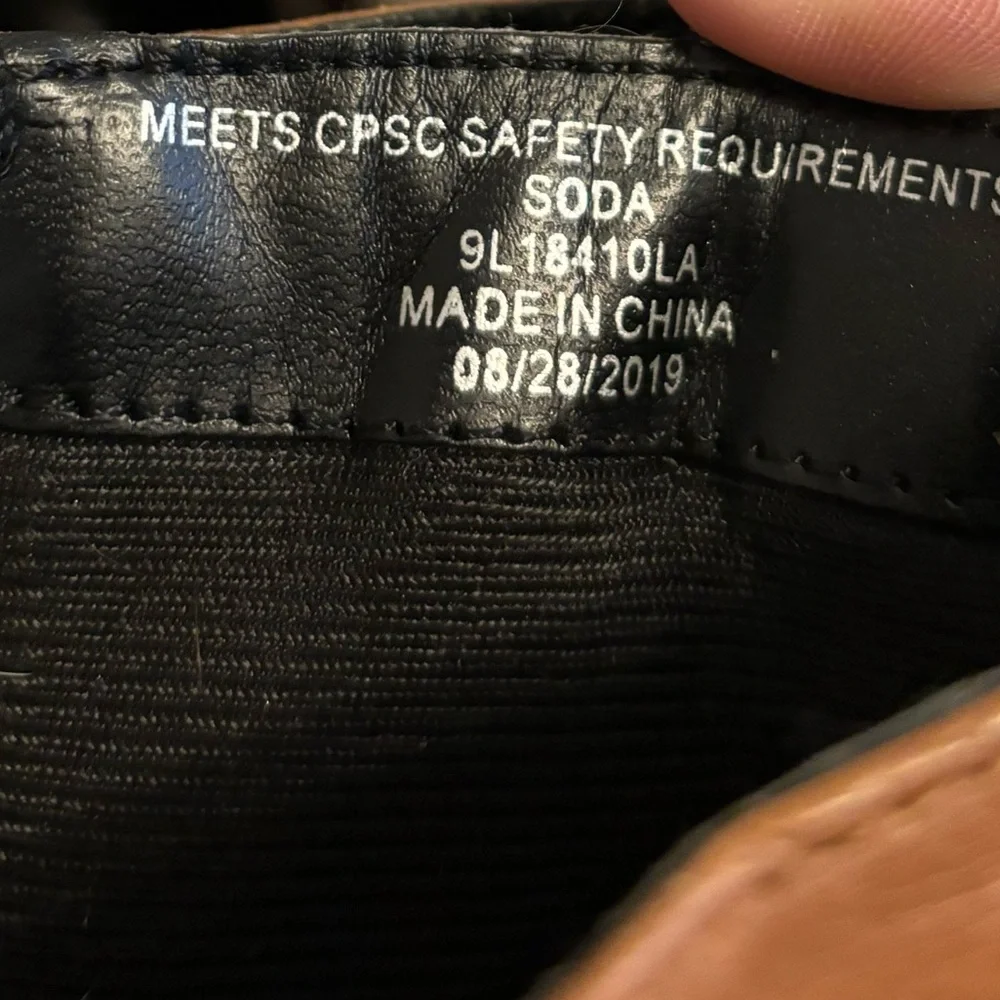 MEETS CPSC SAFETY REQUIREMENTS
SODA
9L18410LA
MADE IN CHINA
08/28/2019